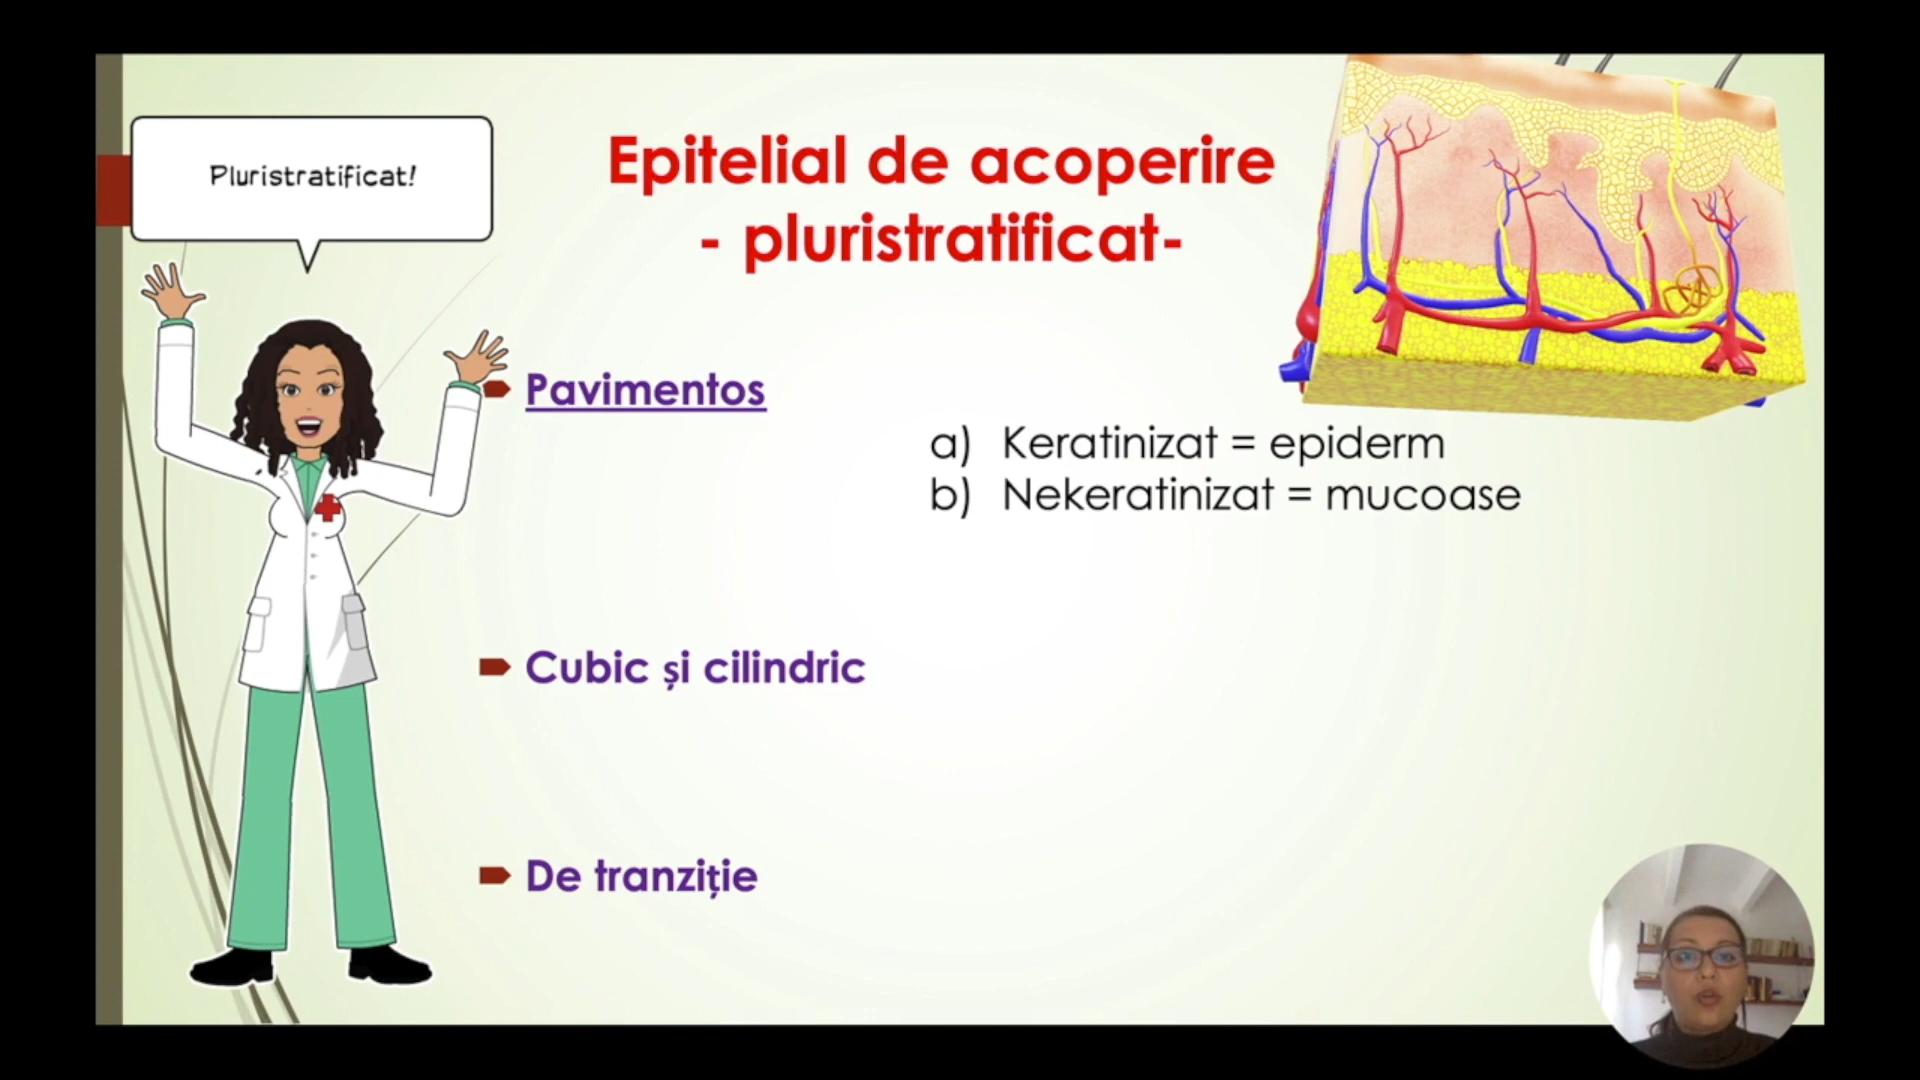 Pluristratificat!
Epitelial de acoperire
- pluristratificat-
Pavimentos
a) Keratinizat = epiderm
b) Nekeratinizat = mucoase
Cubic și cilindric
De tranziție